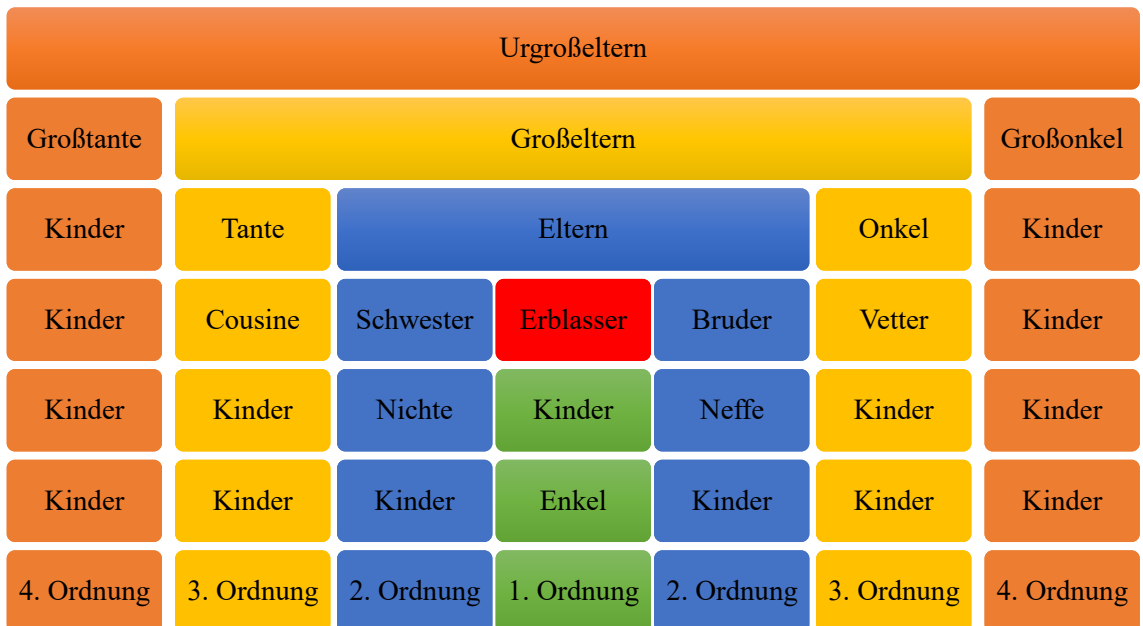 Urgroßeltern
Großtante Großeltern Großonkel
Kinder Tante Eltern Onkel Kinder
Kinder Cousine Schwester Erblasser Bruder Vetter Kinder
Kinder Kinder Nichte Kinder Neffe Kinder Kinder
Kinder Kinder Kinder Enkel Kinder Kinder Kinder
4. Ordnung 3. Ordnung 2. Ordnung 1. Ordnung 2. Ordnung 3. Ordnung 4. Ordnung